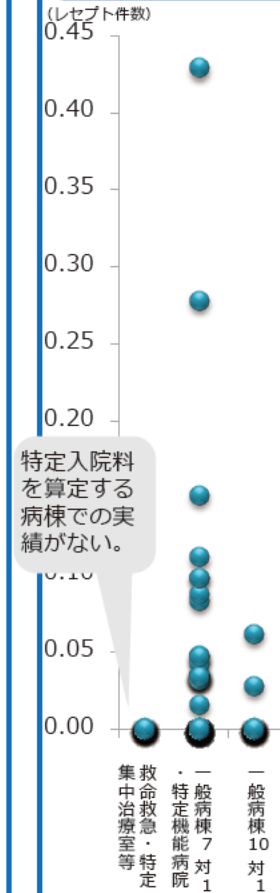 (レセプト件数)
0.45
0.40
0.35
0.30
0.25
0.20
特定入院料
を算定する
病棟での実
績がない。
0.10
0.05
0.00
救命救急・特定
集中治療室等
一般病棟7対1
・特定機能病院
一般病棟10対1